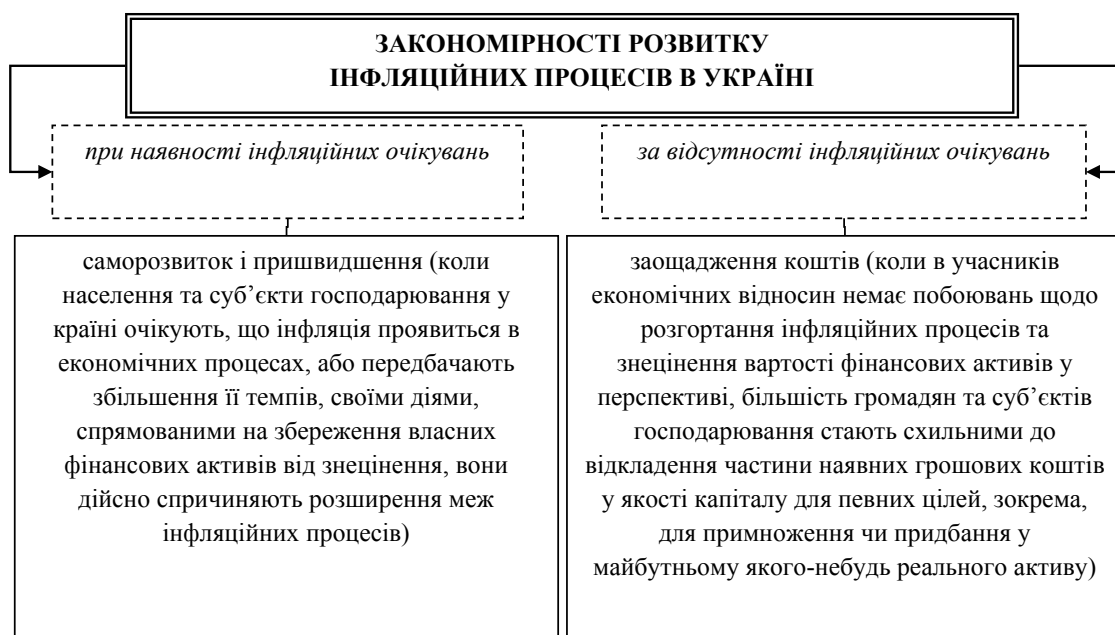 ЗАКОНОМІРНОСТІ РОЗВИТКУ
ІНФЛЯЦІЙНИХ ПРОЦЕСІВ В УКРАЇНІ
при наявності інфляційних очікувань
за відсутності інфляційних очікувань
саморозвиток і пришвидшення (коли
населення та суб’єкти господарювання у
країні очікують, що інфляція проявиться в
економічних процесах, або передбачають
збільшення її темпів, своїми діями,
спрямованими на збереження власних
фінансових активів від знецінення, вони
дійсно спричиняють розширення меж
інфляційних процесів)
заощадження коштів (коли в учасників
економічних відносин немає побоювань щодо
розгортання інфляційних процесів та
знецінення вартості фінансових активів у
перспективі, більшість громадян та суб’єктів
господарювання стають схильними до
відкладення частини наявних грошових коштів
у якості капіталу для певних цілей, зокрема,
для примноження чи придбання у
майбутньому якого-небудь реального активу)